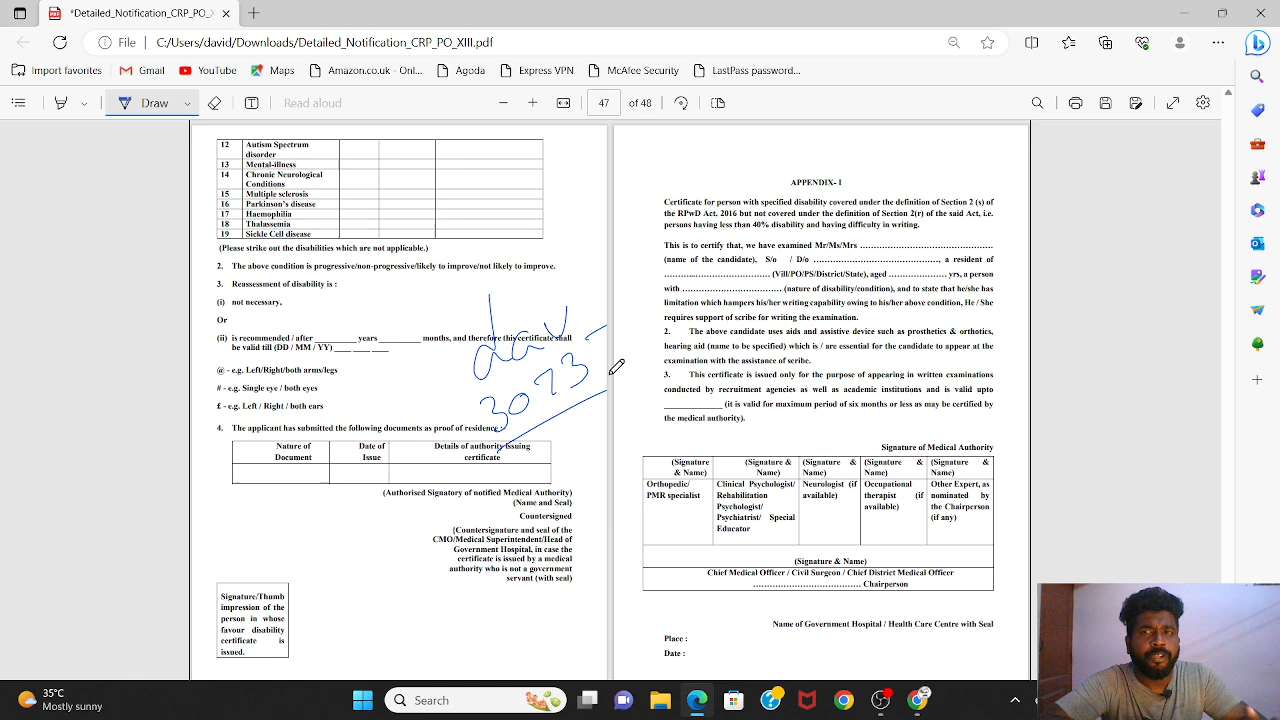 *Detailed_Notification_CRP_PO_X
File C:/Users/david/Downloads/Detailed_Notification_CRP_PO_XIII.pdf
Import favorites Gmail YouTube Maps Amazon.co.uk - Onl... Agoda Express VPN McAfee Security LastPass password...
Draw Read aloud 47 of 48
12 Autism Spectrum disorder
13 Mental-illness
14 Chronic Neurological Conditions
15 Multiple sclerosis
16 Parkinson's disease
17 Haemophilia
18 Thalassemia
19 Sickle Cell disease
(Please strike out the disabilities which are not applicable.)
2. The above condition is progressive/non-progressive/likely to improve/not likely to improve.
3. Reassessment of disability is :
(i) not necessary,
Or
(ii) is recommended / after _________ years _________ months, and therefore this certificate shall
be valid till (DD / MM / YY) ____ ____ ____
@ - e.g. Left/Right/both arms/legs
# - e.g. Single eye / both eyes
£ - e.g. Left / Right / both ears
4. The applicant has submitted the following documents as proof of residence
Nature of Document Date of Issue Details of authority issuing certificate
(Authorised Signatory of notified Medical Authority)
(Name and Seal)
Countersigned
{Countersignature and seal of the
CMO/Medical Superintendent/Head of
Government Hospital, in case the
certificate is issued by a medical
authority who is not a government
servant (with seal)
Signature/Thumb
impression of the
person in whose
favour disability
certificate is
issued.
APPENDIX- I
Certificate for person with specified disability covered under the definition of Section 2 (s) of
the RPwD Act, 2016 but not covered under the definition of Section 2(r) of the said Act, i.e.
persons having less than 40% disability and having difficulty in writing.
This is to certify that, we have examined Mr/Ms/Mrs ……………………………………
(name of the candidate), S/o / D/o …………………………………, a resident of
……………………………(Vill/PO/PS/District/State), aged ……………… yrs, a person
with ………………………… (nature of disability/condition), and to state that he/she has
limitation which hampers his/her writing capability owing to his/her above condition, He / She
requires support of scribe for writing the examination.
2. The above candidate uses aids and assistive device such as prosthetics & orthotics,
hearing aid (name to be specified) which is / are essential for the candidate to appear at the
examination with the assistance of scribe.
3. This certificate is issued only for the purpose of appearing in written examinations
conducted by recruitment agencies as well as academic institutions and is valid upto
____________ (it is valid for maximum period of six months or less as may be certified by
the medical authority).
Signature of Medical Authority
(Signature & Name) (Signature & Name) (Signature & Name) (Signature & Name) (Signature & Name)
Orthopedic/ PMR specialist Clinical Psychologist/ Rehabilitation Psychologist/ Psychiatrist/ Special Educator Neurologist (if available) Occupational therapist (if available) Other Expert, as nominated by the Chairperson (if any)
(Signature & Name)
Chief Medical Officer / Civil Surgeon / Chief District Medical Officer
……………………………… Chairperson
Name of Government Hospital / Health Care Centre with Seal
Place :
Date :
35°C
Mostly sunny
Search